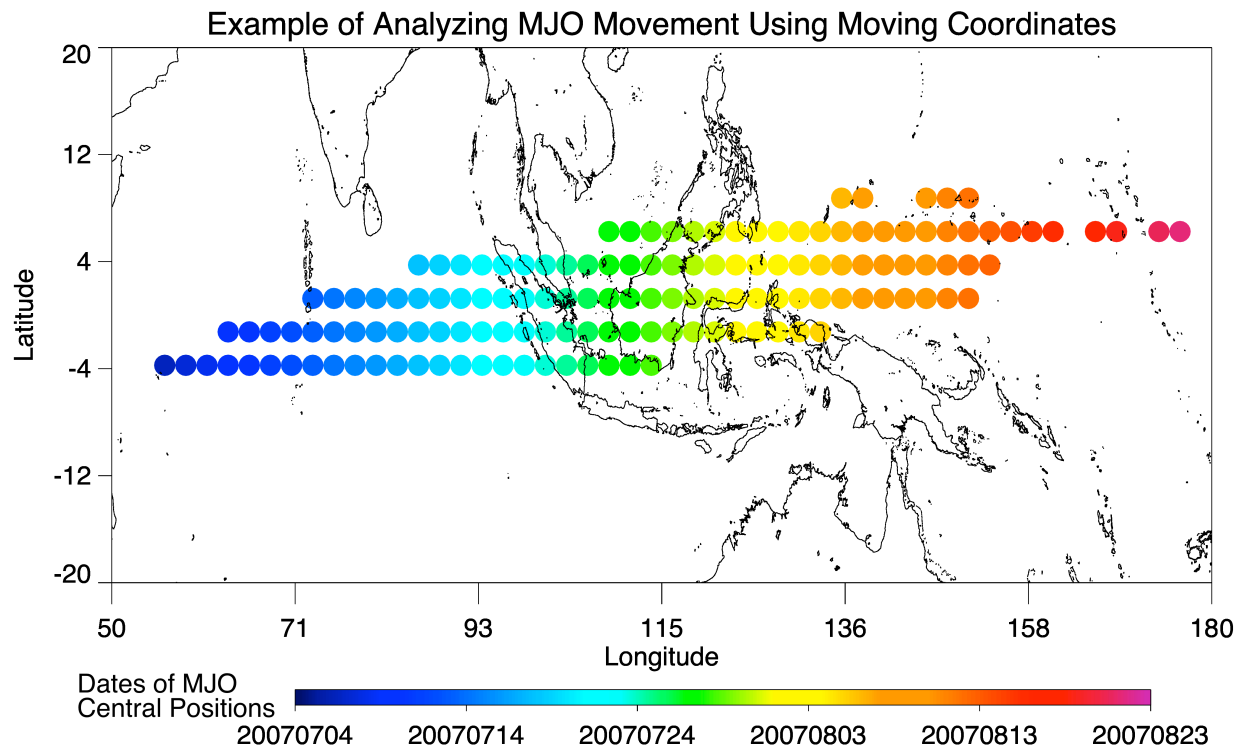 Example of Analyzing MJO Movement Using Moving Coordinates
20
12
4
-4
-12
-20
Latitude
50 71 93 115 136 158 180
Longitude
Dates of MJO
Central Positions
20070704 20070714 20070724 20070803 20070813 20070823